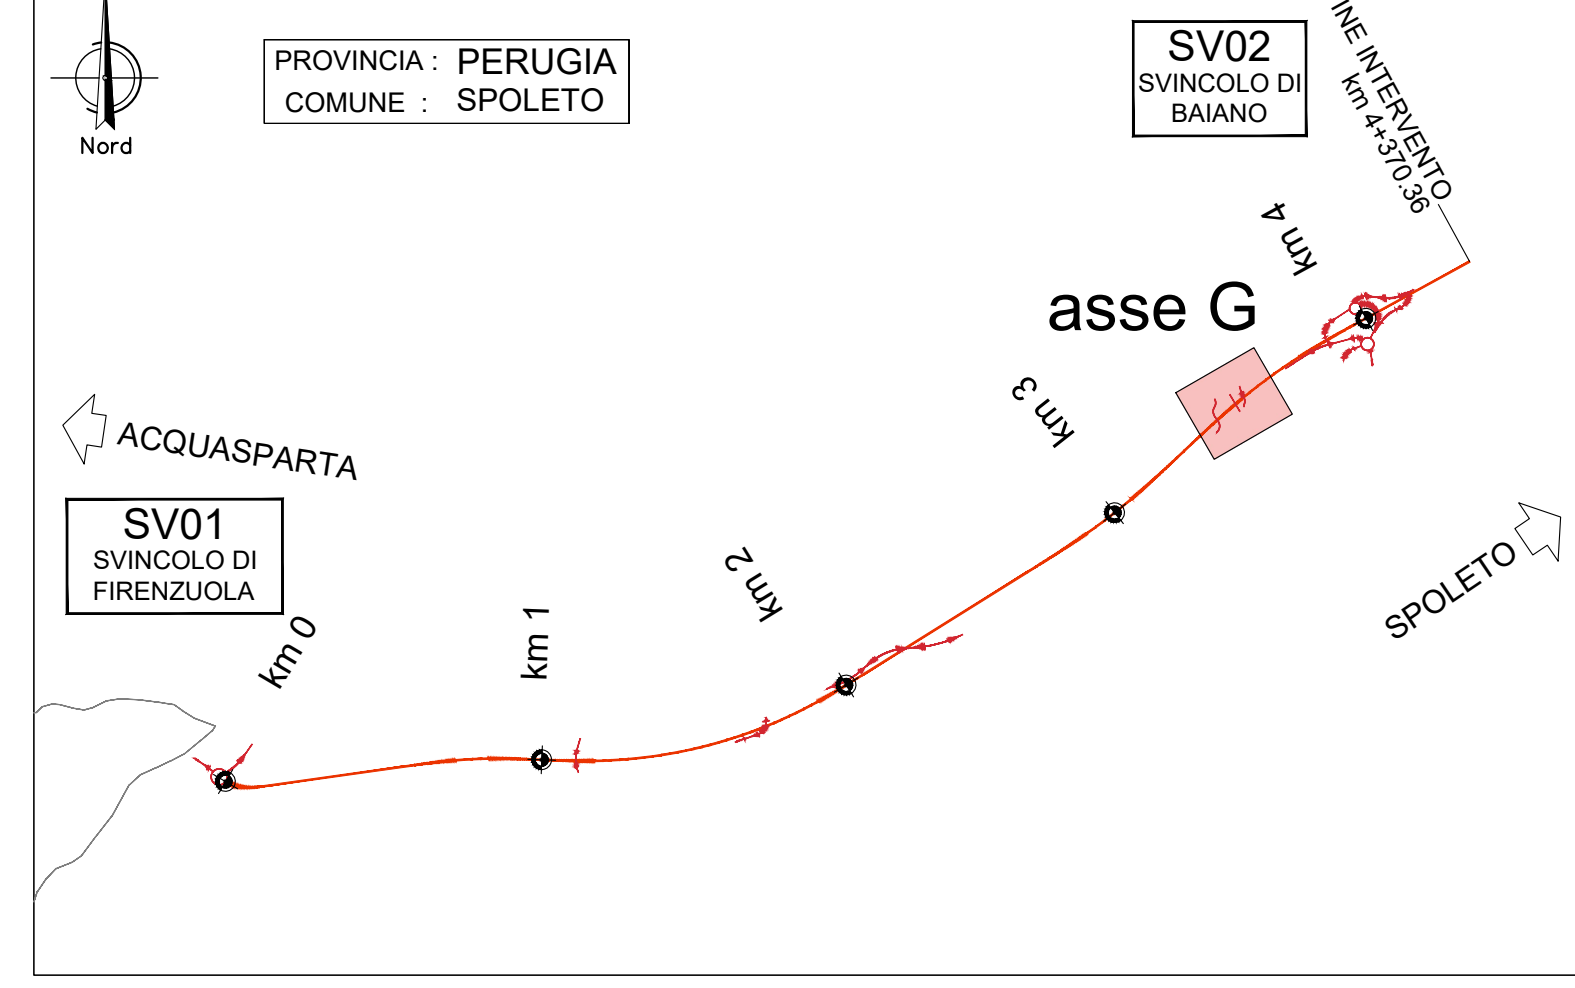 Nord
PROVINCIA : PERUGIA
COMUNE : SPOLETO
SV02
SVINCOLO DI
BAIANO
INE INTERVENTO
km 4+370.36
km 4
asse G
km 3
ACQUASPARTA
SV01
SVINCOLO DI
FIRENZUOLA
km 2
SPOLETO
km 1
km 0